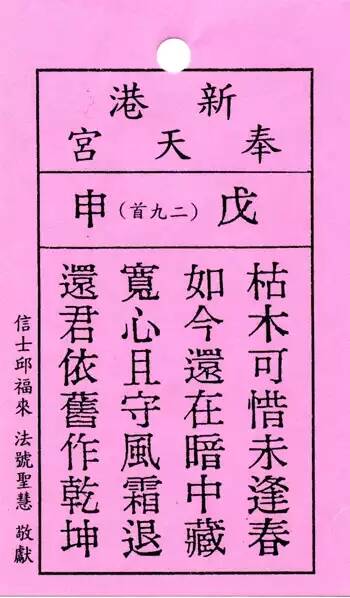 新港
奉天宮
戊（二九首）申
枯木可惜未逢春
如今還在暗中藏
寬心且守風霜退
還君依舊作乾坤
信士邱福來 法號聖慧 敬獻